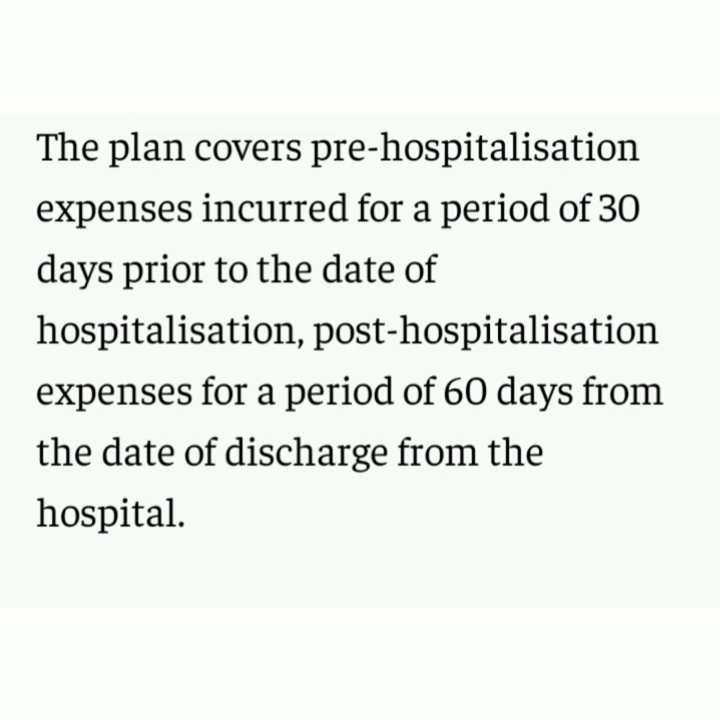 The plan covers pre-hospitalisation
expenses incurred for a period of 30
days prior to the date of
hospitalisation, post-hospitalisation
expenses for a period of 60 days from
the date of discharge from the
hospital.